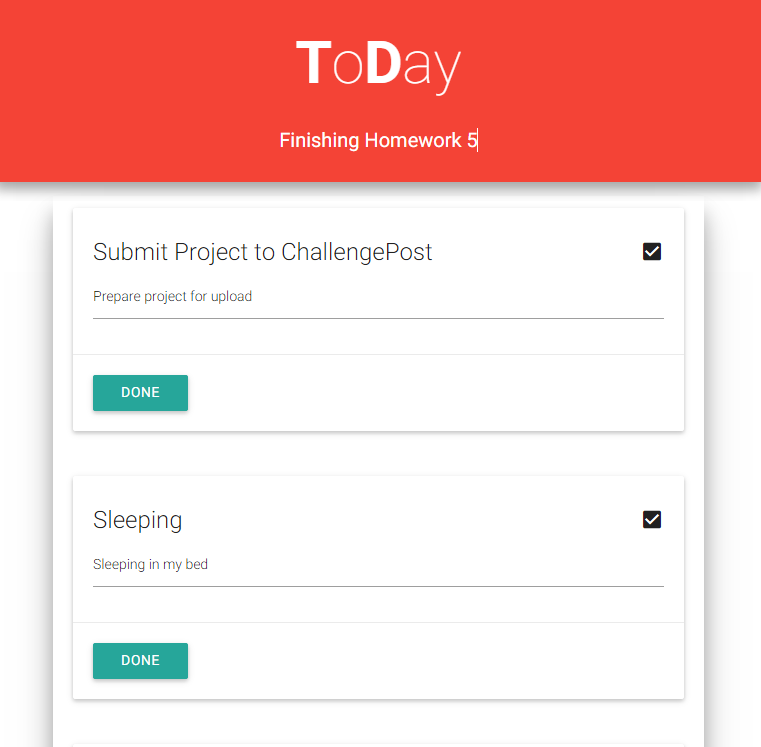 ToDay
Finishing Homework 5
Submit Project to ChallengePost
Prepare project for upload
DONE
Sleeping
Sleeping in my bed
DONE